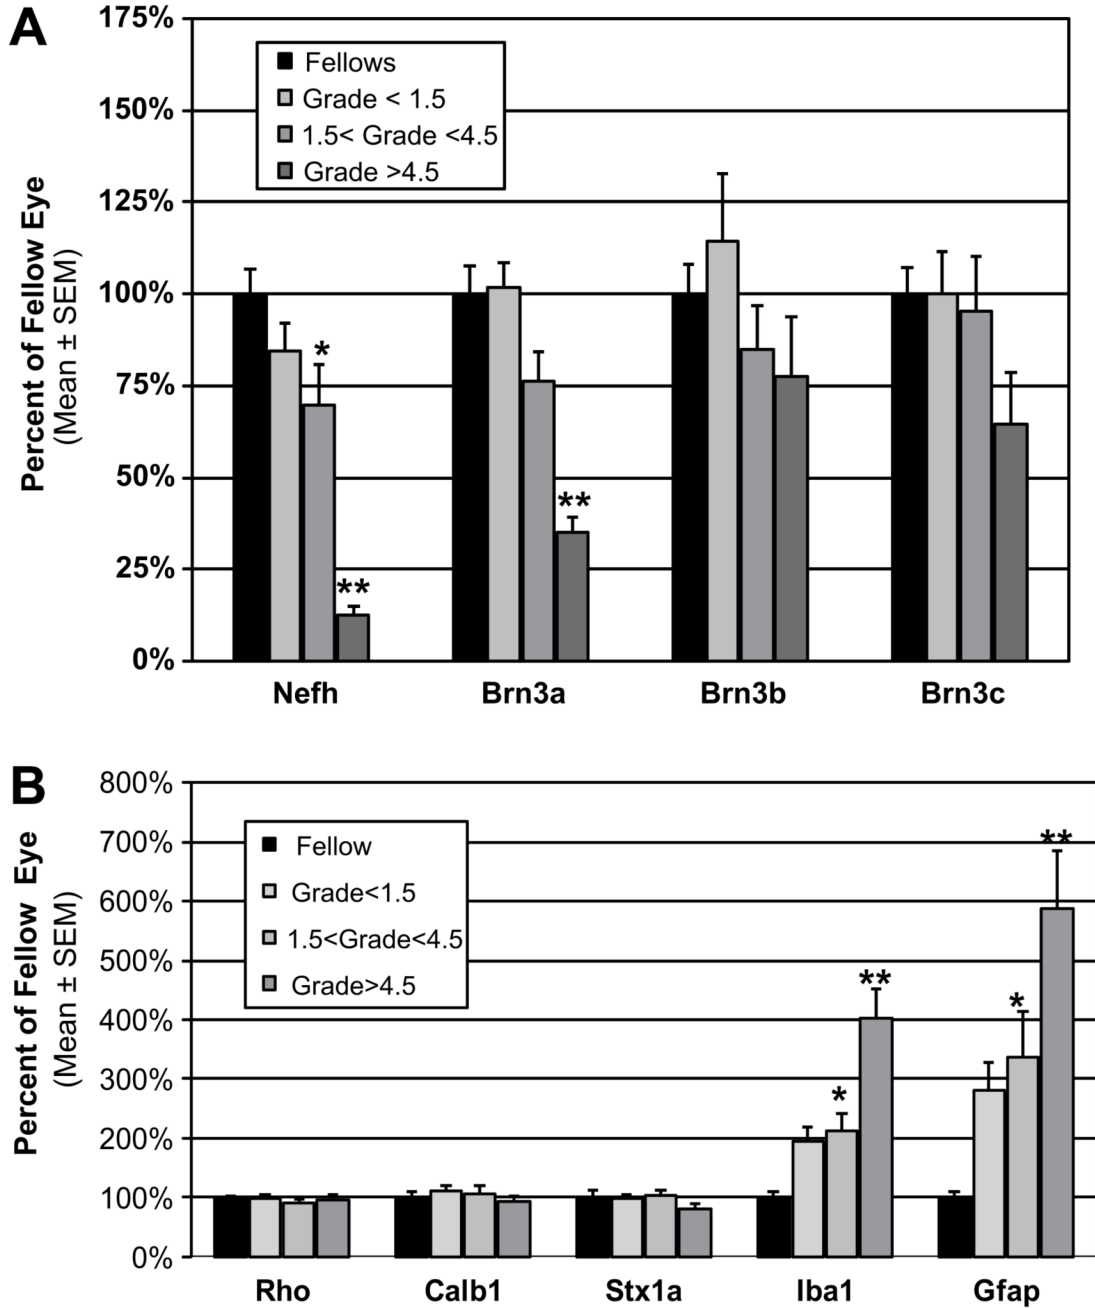 A
Percent of Fellow Eye
(Mean ± SEM)
175%
150%
125%
100%
75%
50%
25%
0%
Fellows
Grade < 1.5
1.5< Grade <4.5
Grade >4.5
*
**
**
Nefh
Brn3a
Brn3b
Brn3c
B
Percent of Fellow Eye
(Mean ± SEM)
800%
700%
600%
500%
400%
300%
200%
100%
0%
Fellow
Grade<1.5
1.5<Grade<4.5
Grade>4.5
*
**
*
**
Rho
Calb1
Stx1a
Iba1
Gfap